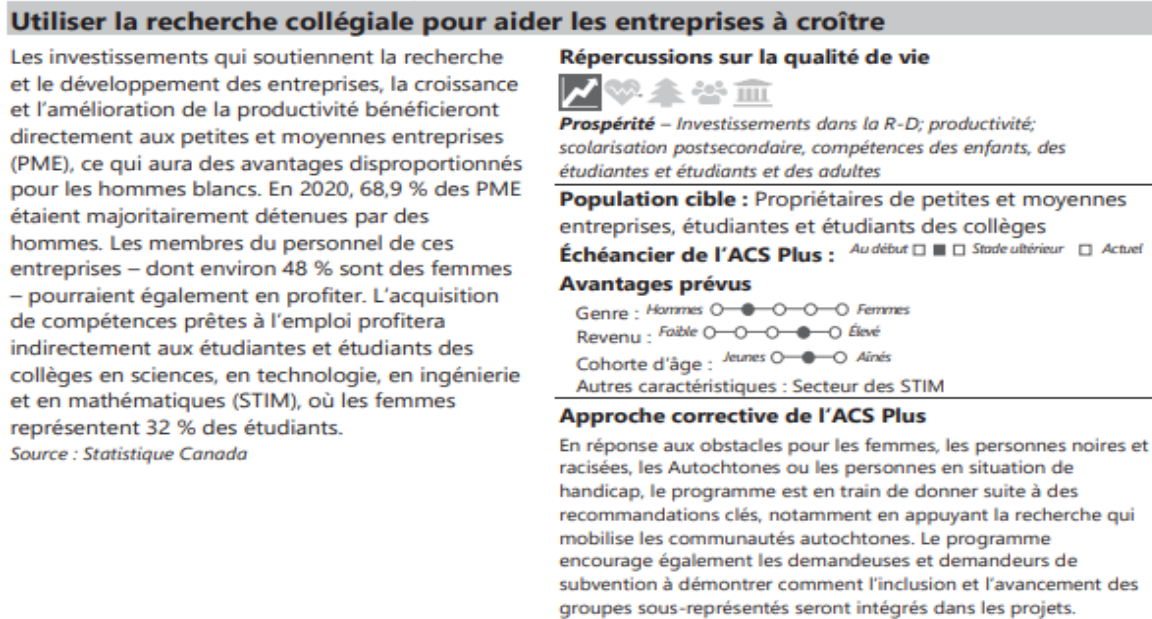 Utiliser la recherche collégiale pour aider les entreprises à croître
Les investissements qui soutiennent la recherche
et le développement des entreprises, la croissance
et l'amélioration de la productivité bénéficieront
directement aux petites et moyennes entreprises
(PME), ce qui aura des avantages disproportionnés
pour les hommes blancs. En 2020, 68,9 % des PME
étaient majoritairement détenues par des
hommes. Les membres du personnel de ces
entreprises – dont environ 48 % sont des femmes
– pourraient également en profiter. L'acquisition
de compétences prêtes à l'emploi profitera
indirectement aux étudiantes et étudiants des
collèges en sciences, en technologie, en ingénierie
et en mathématiques (STIM), où les femmes
représentent 32 % des étudiants.
Source : Statistique Canada
Répercussions sur la qualité de vie
Prospérité – Investissements dans la R-D; productivité;
scolarisation postsecondaire, compétences des enfants, des
étudiantes et étudiants et des adultes
Population cible : Propriétaires de petites et moyennes
entreprises, étudiantes et étudiants des collèges
Échéancier de l'ACS Plus : Au début □ ■ □ Stade ultérieur □ Actuel
Avantages prévus
Genre : Hommes Femmes
Revenu : Faible Élevé
Cohorte d'âge : Jeunes Aînés
Autres caractéristiques : Secteur des STIM
Approche corrective de l'ACS Plus
En réponse aux obstacles pour les femmes, les personnes noires et
racisées, les Autochtones ou les personnes en situation de
handicap, le programme est en train de donner suite à des
recommandations clés, notamment en appuyant la recherche qui
mobilise les communautés autochtones. Le programme
encourage également les demandeuses et demandeurs de
subvention à démontrer comment l'inclusion et l'avancement des
groupes sous-représentés seront intégrés dans les projets.